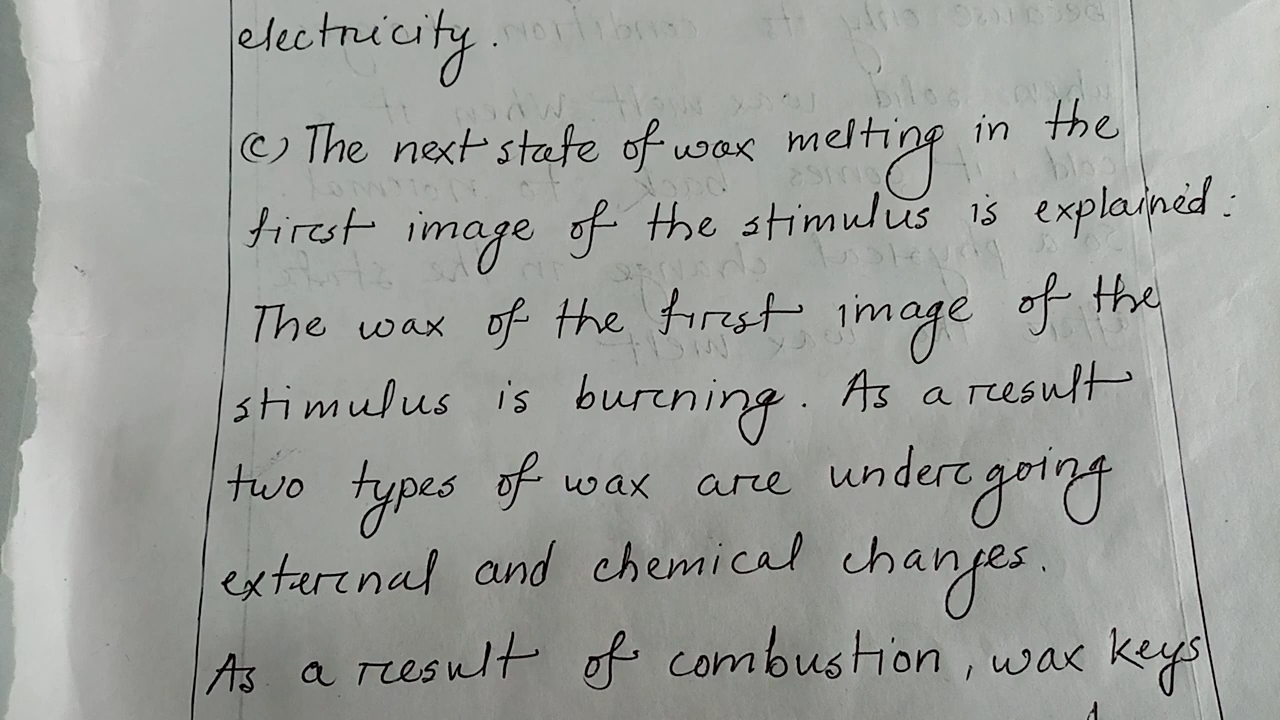 electricity.
(c) The next state of wax melting in the
first image of the stimulus is explained:
The wax of the first image of the
stimulus is burning. As a result
two types of wax are undergoing
external and chemical changes.
As a result of combustion, wax keys